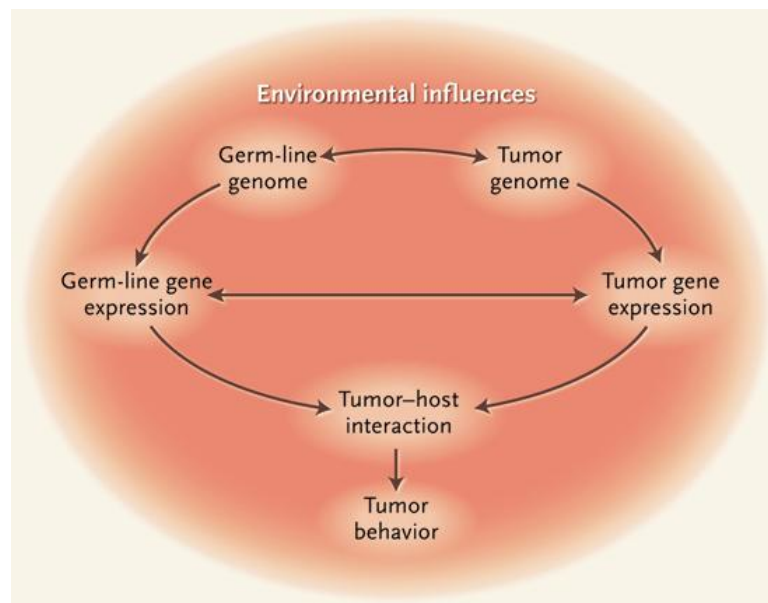 Environmental influences
Germ-line
genome
Tumor
genome
Germ-line gene
expression
Tumor gene
expression
Tumor–host
interaction
Tumor
behavior